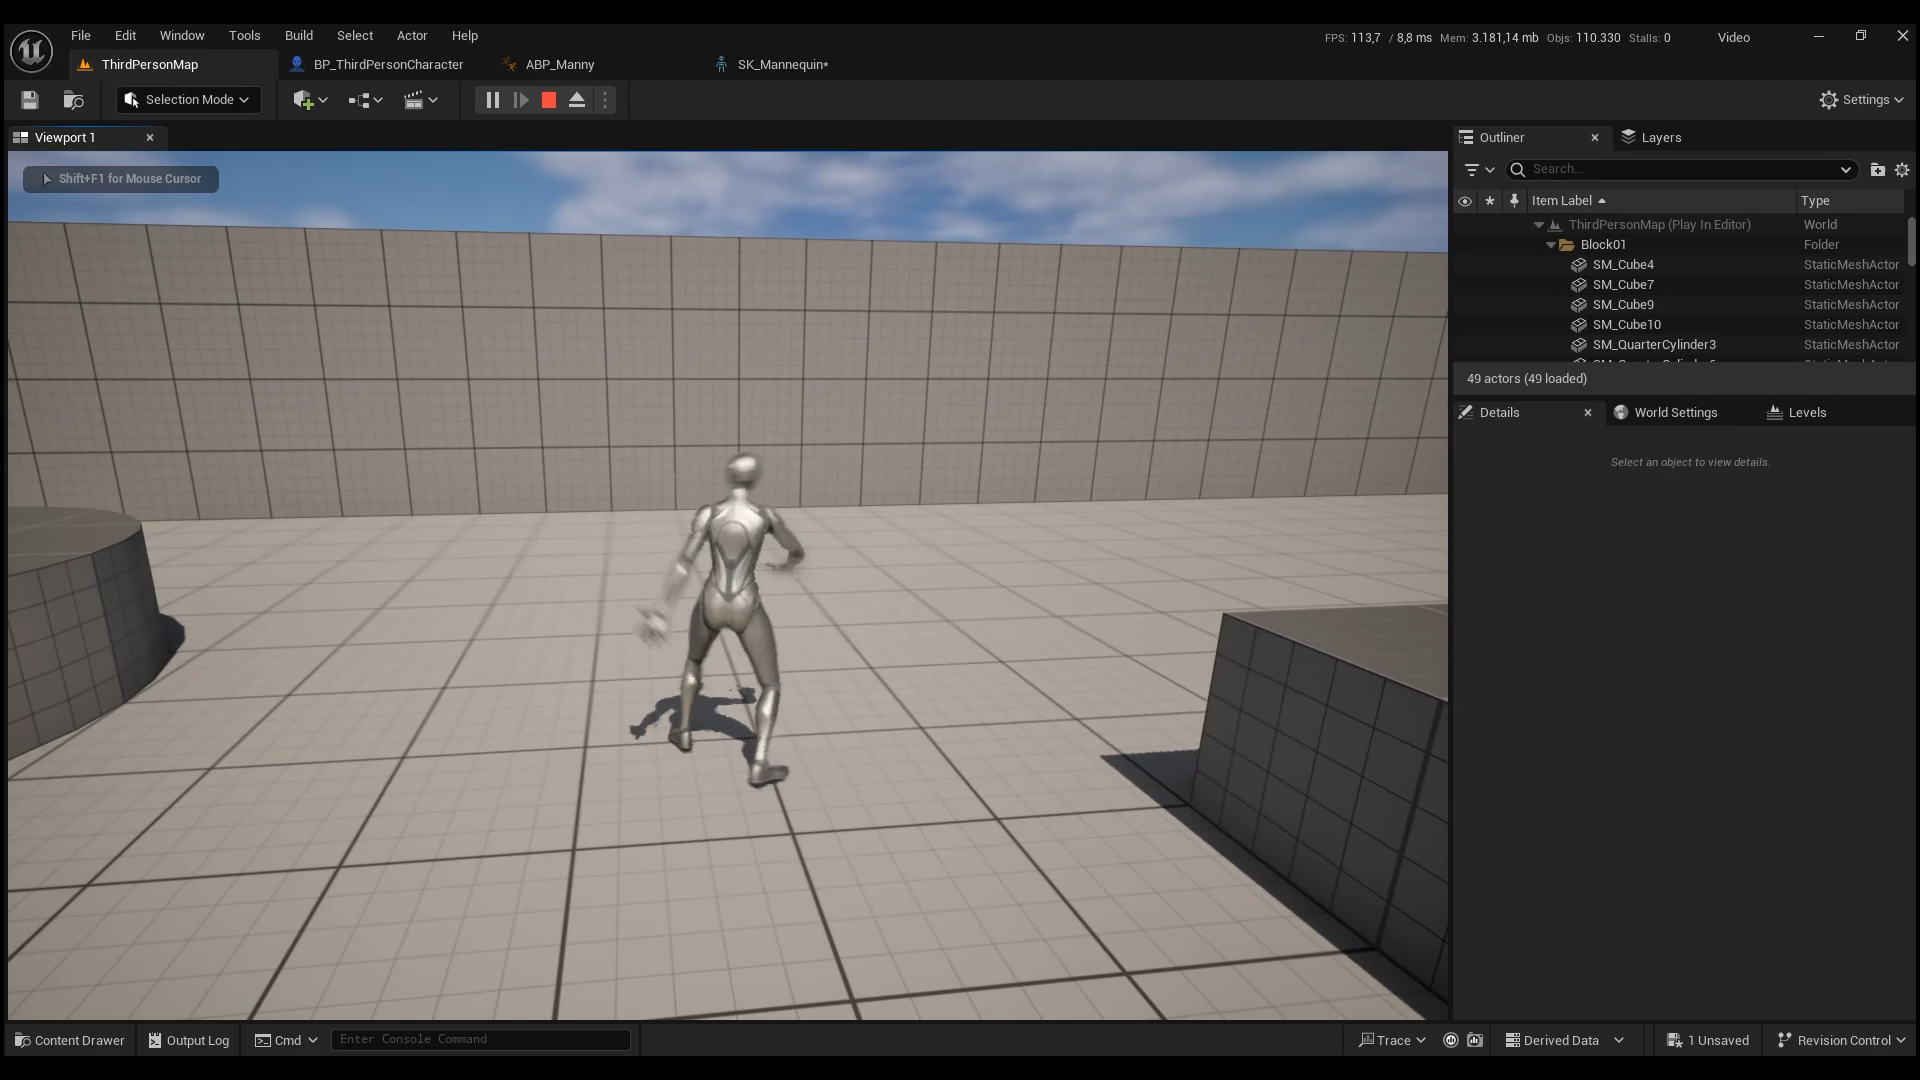 File Edit Window Tools Build Select Actor Help
FPS: 113,7 / 8,8 ms Mem: 3.181,14 mb Objs: 110.330 Stalls: 0 Video
ThirdPersonMap BP_ThirdPersonCharacter ABP_Manny SK_Mannequin*
Selection Mode Settings
Viewport 1
Shift+F1 for Mouse Cursor
Outliner Layers
Search...
Item Label Type
ThirdPersonMap (Play In Editor) World
Block01 Folder
SM_Cube4 StaticMeshActor
SM_Cube7 StaticMeshActor
SM_Cube9 StaticMeshActor
SM_Cube10 StaticMeshActor
SM_QuarterCylinder3 StaticMeshActor
49 actors (49 loaded)
Details World Settings Levels
Select an object to view details.
Content Drawer Output Log Cmd Enter Console Command Trace Derived Data 1 Unsaved Revision Control